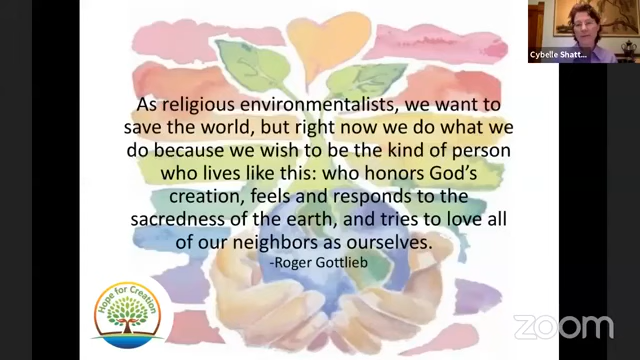 Cybelle Shatt...
As religious environmentalists, we want to
save the world, but right now we do what we
do because we wish to be the kind of person
who lives like this: who honors God's
creation, feels and responds to the
sacredness of the earth, and tries to love all
of our neighbors as ourselves.
-Roger Gottlieb
Hope for Creation
zoom